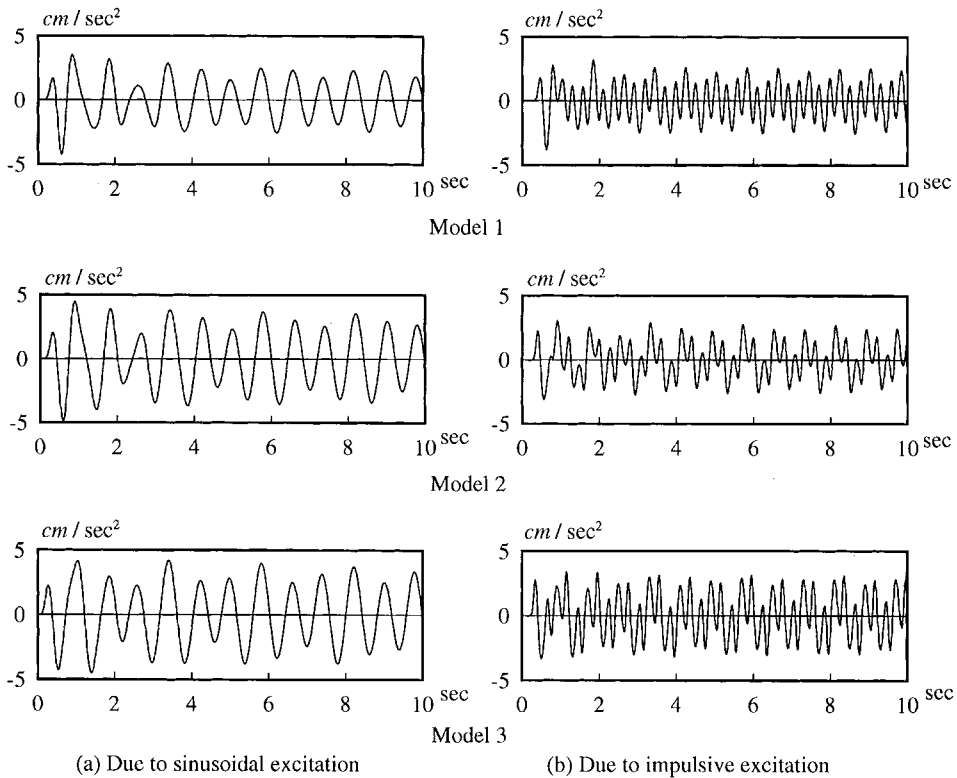 cm / sec² cm / sec²
5 5
0 0
-5 -5
0 2 4 6 8 10 sec 0 2 4 6 8 10 sec
Model 1
cm / sec² cm / sec²
5 5
0 0
-5 -5
0 2 4 6 8 10 sec 0 2 4 6 8 10 sec
Model 2
cm / sec² cm / sec²
5 5
0 0
-5 -5
0 2 4 6 8 10 sec 0 2 4 6 8 10 sec
Model 3
(a) Due to sinusoidal excitation (b) Due to impulsive excitation